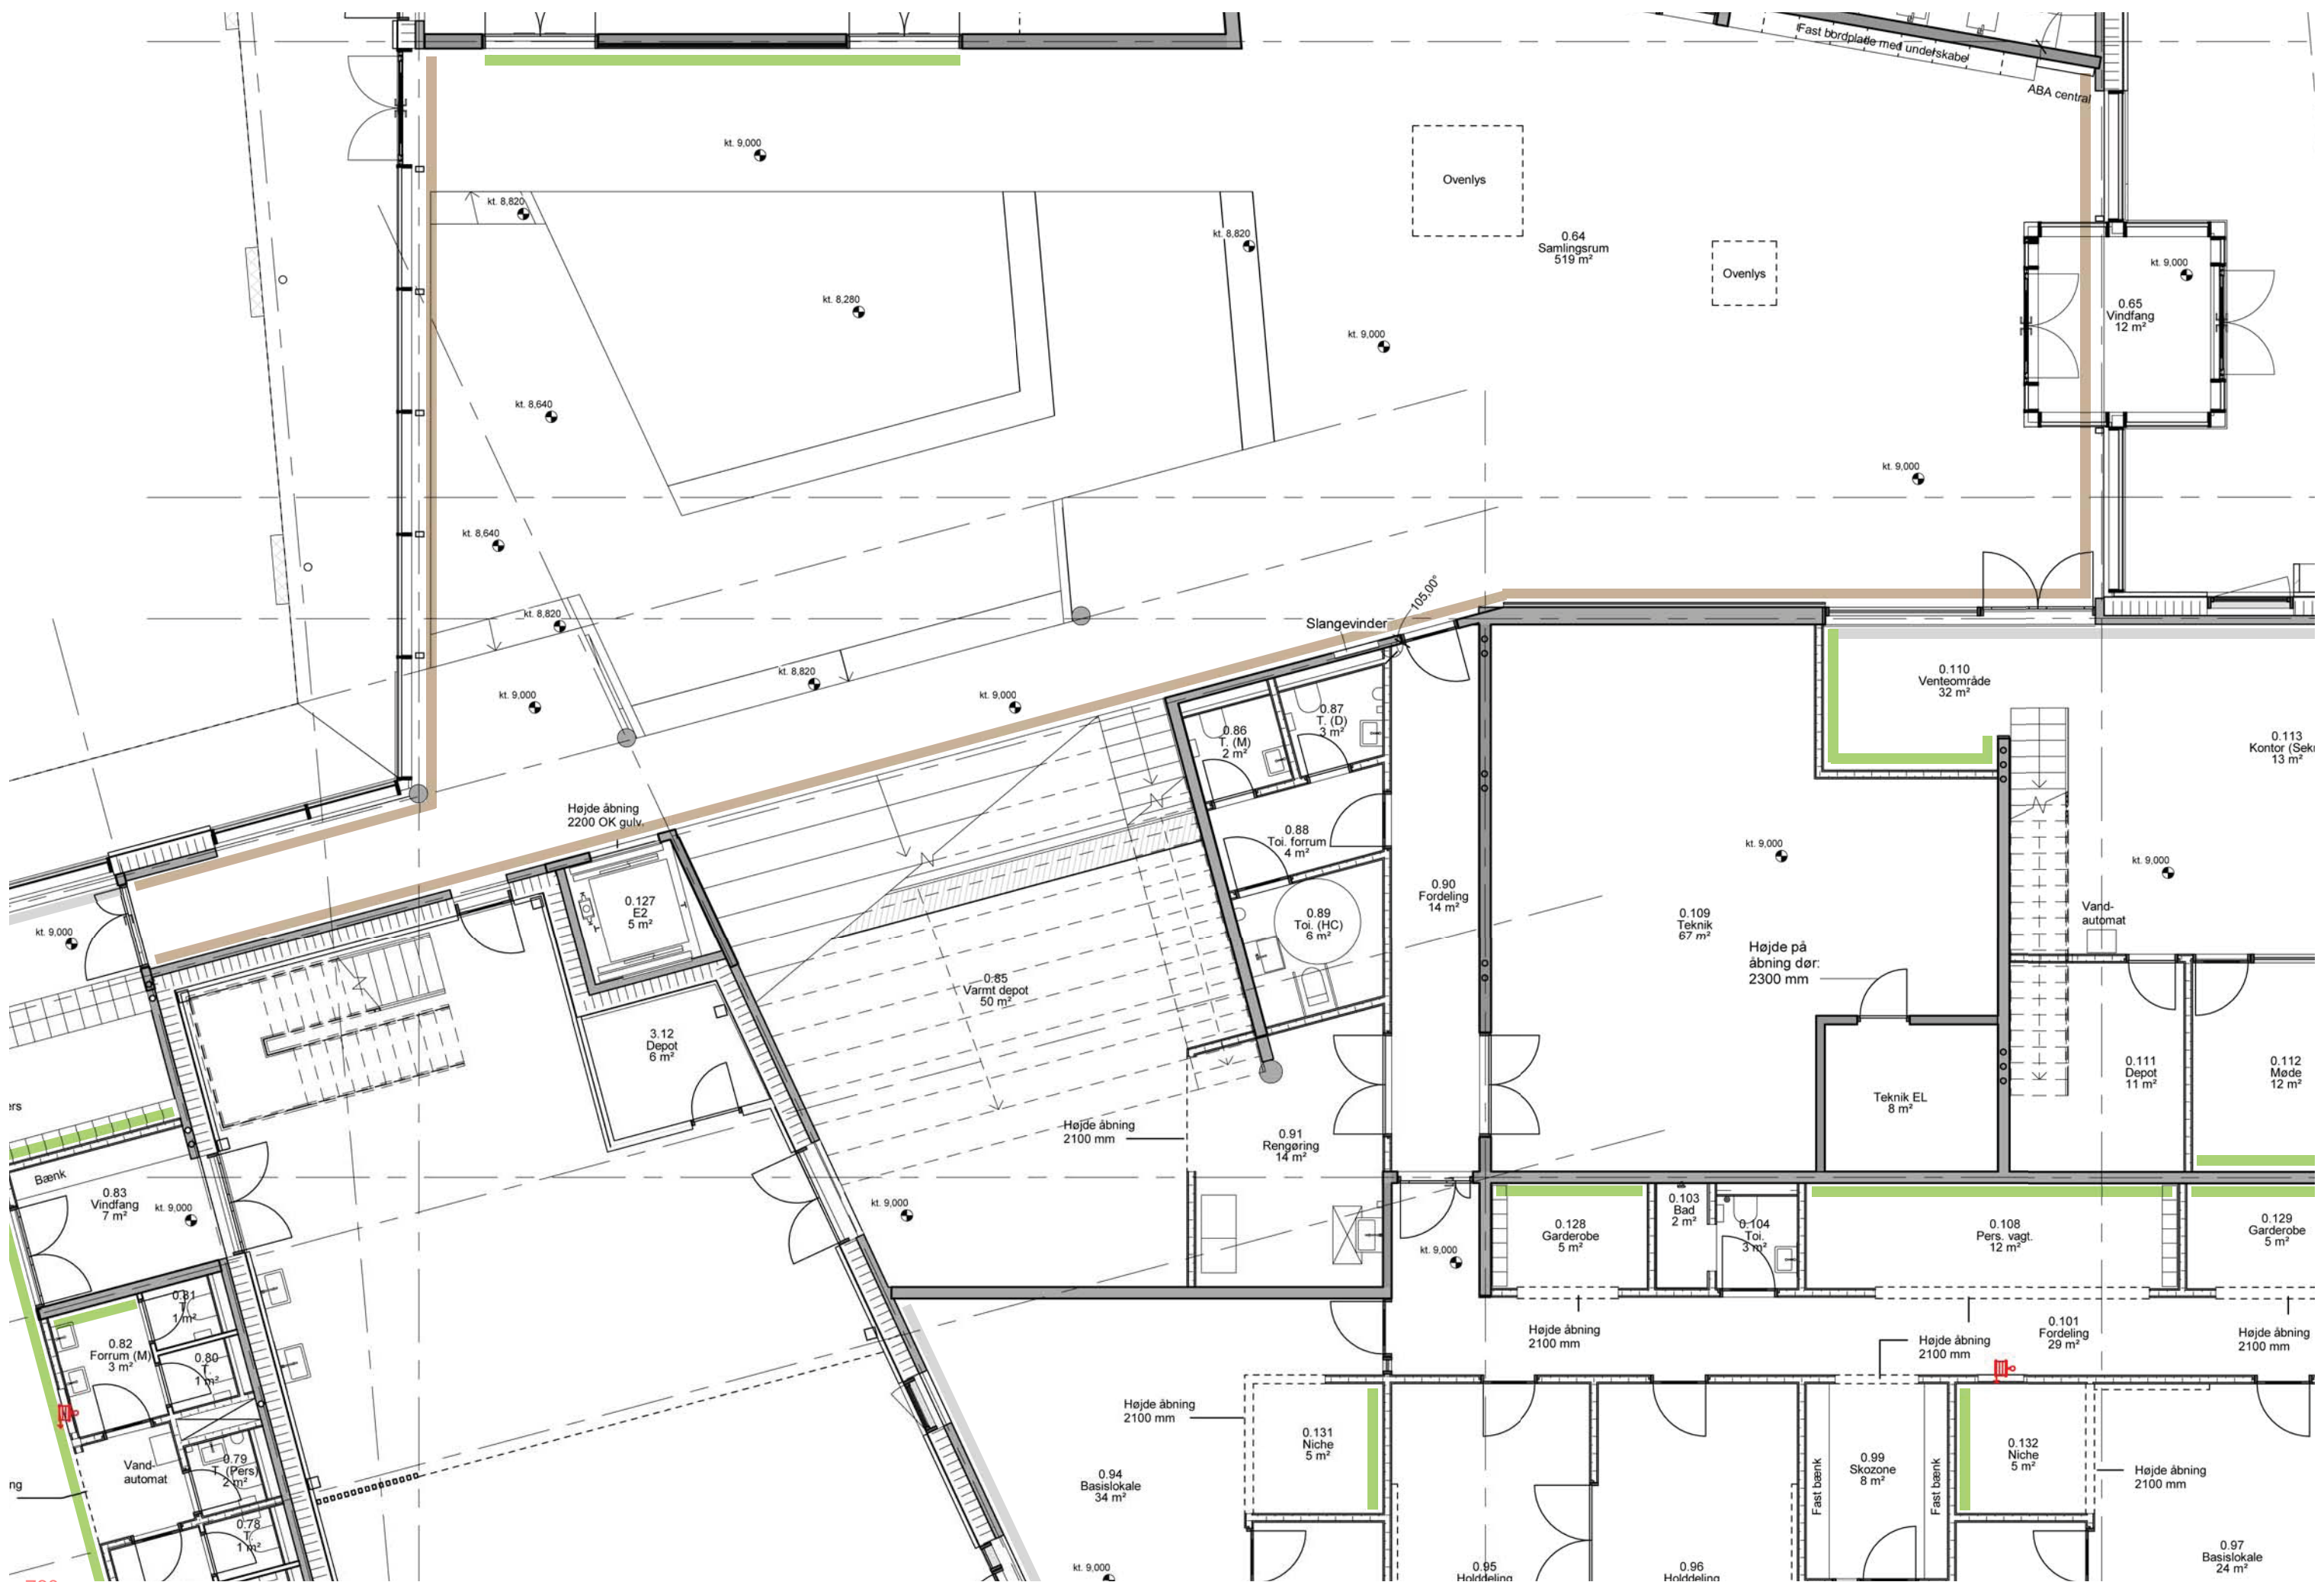 Fast bordplade med underskabel
ABA central
kt. 9,000
Ovenlys
kt. 8,820
kt. 8,820
0.64
Samlingsrum
519 m²
kt. 9,000
Ovenlys
kt. 8,280
0.65
Vindfang
12 m²
kt. 9,000
kt. 8,640
kt. 9,000
kt. 8,640
105,00°
kt. 8,820
Slangevinder
kt. 8,820
kt. 9,000
kt. 9,000
0.110
Venteområde
32 m²
0.87
T. (D)
3 m²
0.86
T. (M)
2 m²
0.113
Kontor (Sekr
13 m²
Højde åbning
2200 OK gulv.
0.88
Toi. forrum
4 m²
kt. 9,000
kt. 9,000
0.90
Fordeling
14 m²
0.127
E2
5 m²
0.89
Toi. (HC)
6 m²
0.109
Teknik
67 m²
Vand-
automat
kt. 9,000
Højde på
åbning dør:
2300 mm
0.85
Varmt depot
50 m²
3.12
Depot
6 m²
0.111
Depot
11 m²
0.112
Møde
12 m²
Teknik EL
8 m²
ers
Højde åbning
2100 mm
0.91
Rengøring
14 m²
Bænk
0.83
Vindfang
7 m²
kt. 9,000
kt. 9,000
0.103
Bad
2 m²
0.128
Garderobe
5 m²
0.104
Toi.
3 m²
0.108
Pers. vagt.
12 m²
0.129
Garderobe
5 m²
kt. 9,000
0.81
T.
1 m²
0.82
Forrum (M)
3 m²
0.80
T.
1 m²
Højde åbning
2100 mm
Højde åbning
2100 mm
0.101
Fordeling
29 m²
Højde åbning
2100 mm
Højde åbning
2100 mm
0.131
Niche
5 m²
0.132
Niche
5 m²
0.99
Skozone
8 m²
Fast bænk
Fast bænk
Højde åbning
2100 mm
Vand-
automat
0.79
T. (Pers)
2 m²
ng
0.94
Basislokale
34 m²
0.78
T.
1 m²
kt. 9,000
0.95
Holddeling
0.96
Holddeling
0.97
Basislokale
24 m²